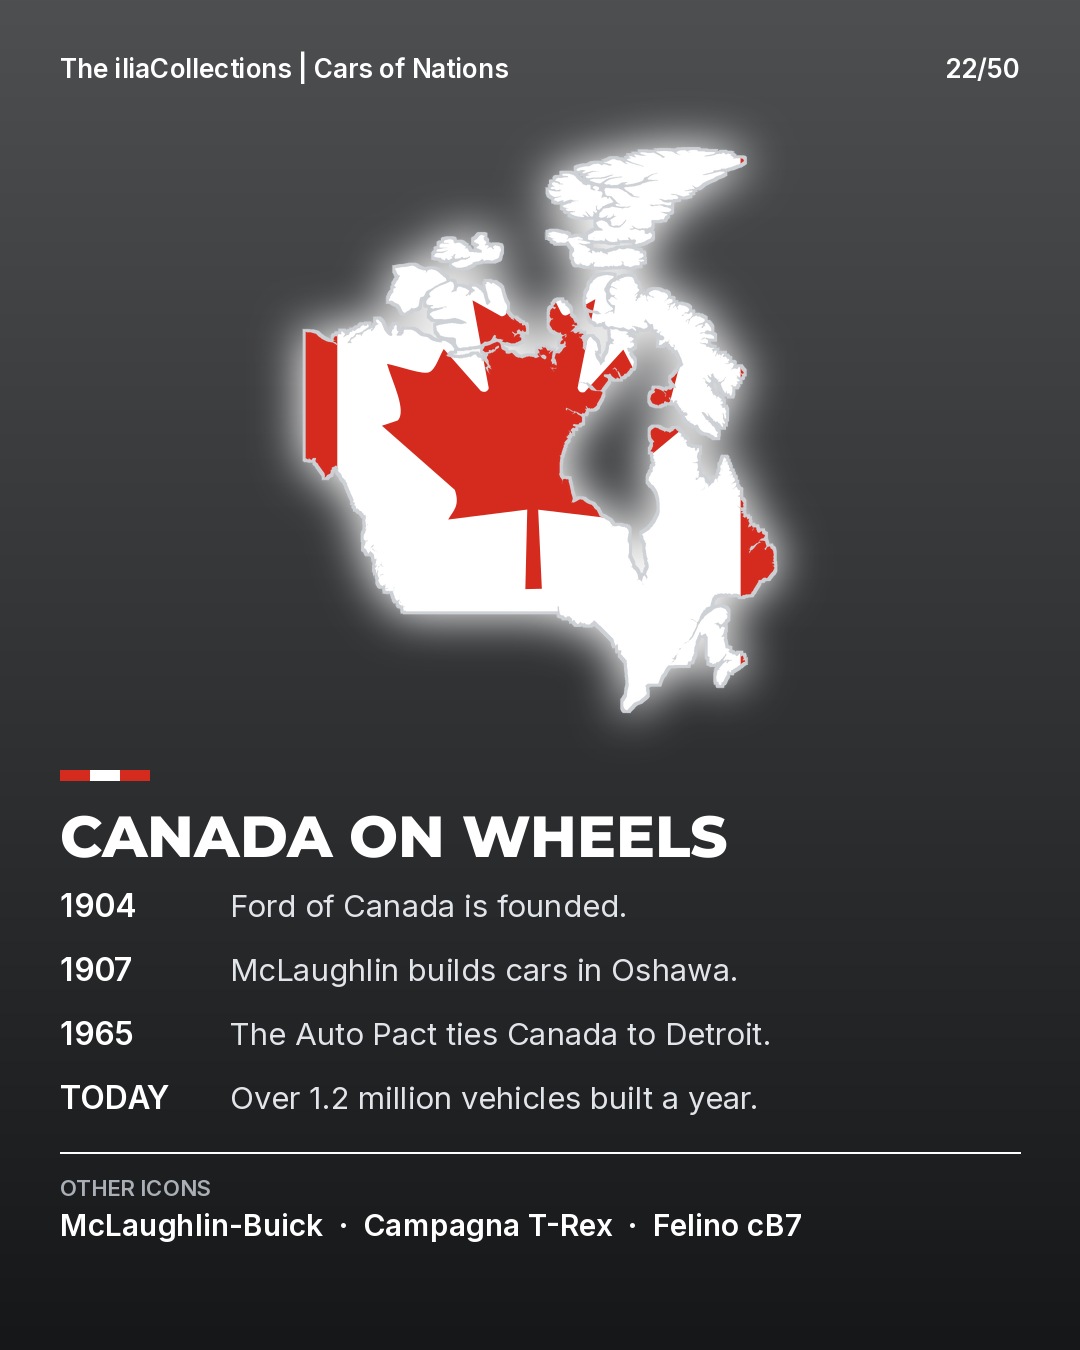 The iliaCollections | Cars of Nations
22/50
CANADA ON WHEELS
1904 Ford of Canada is founded.
1907 McLaughlin builds cars in Oshawa.
1965 The Auto Pact ties Canada to Detroit.
TODAY Over 1.2 million vehicles built a year.
OTHER ICONS
McLaughlin-Buick · Campagna T-Rex · Felino cB7